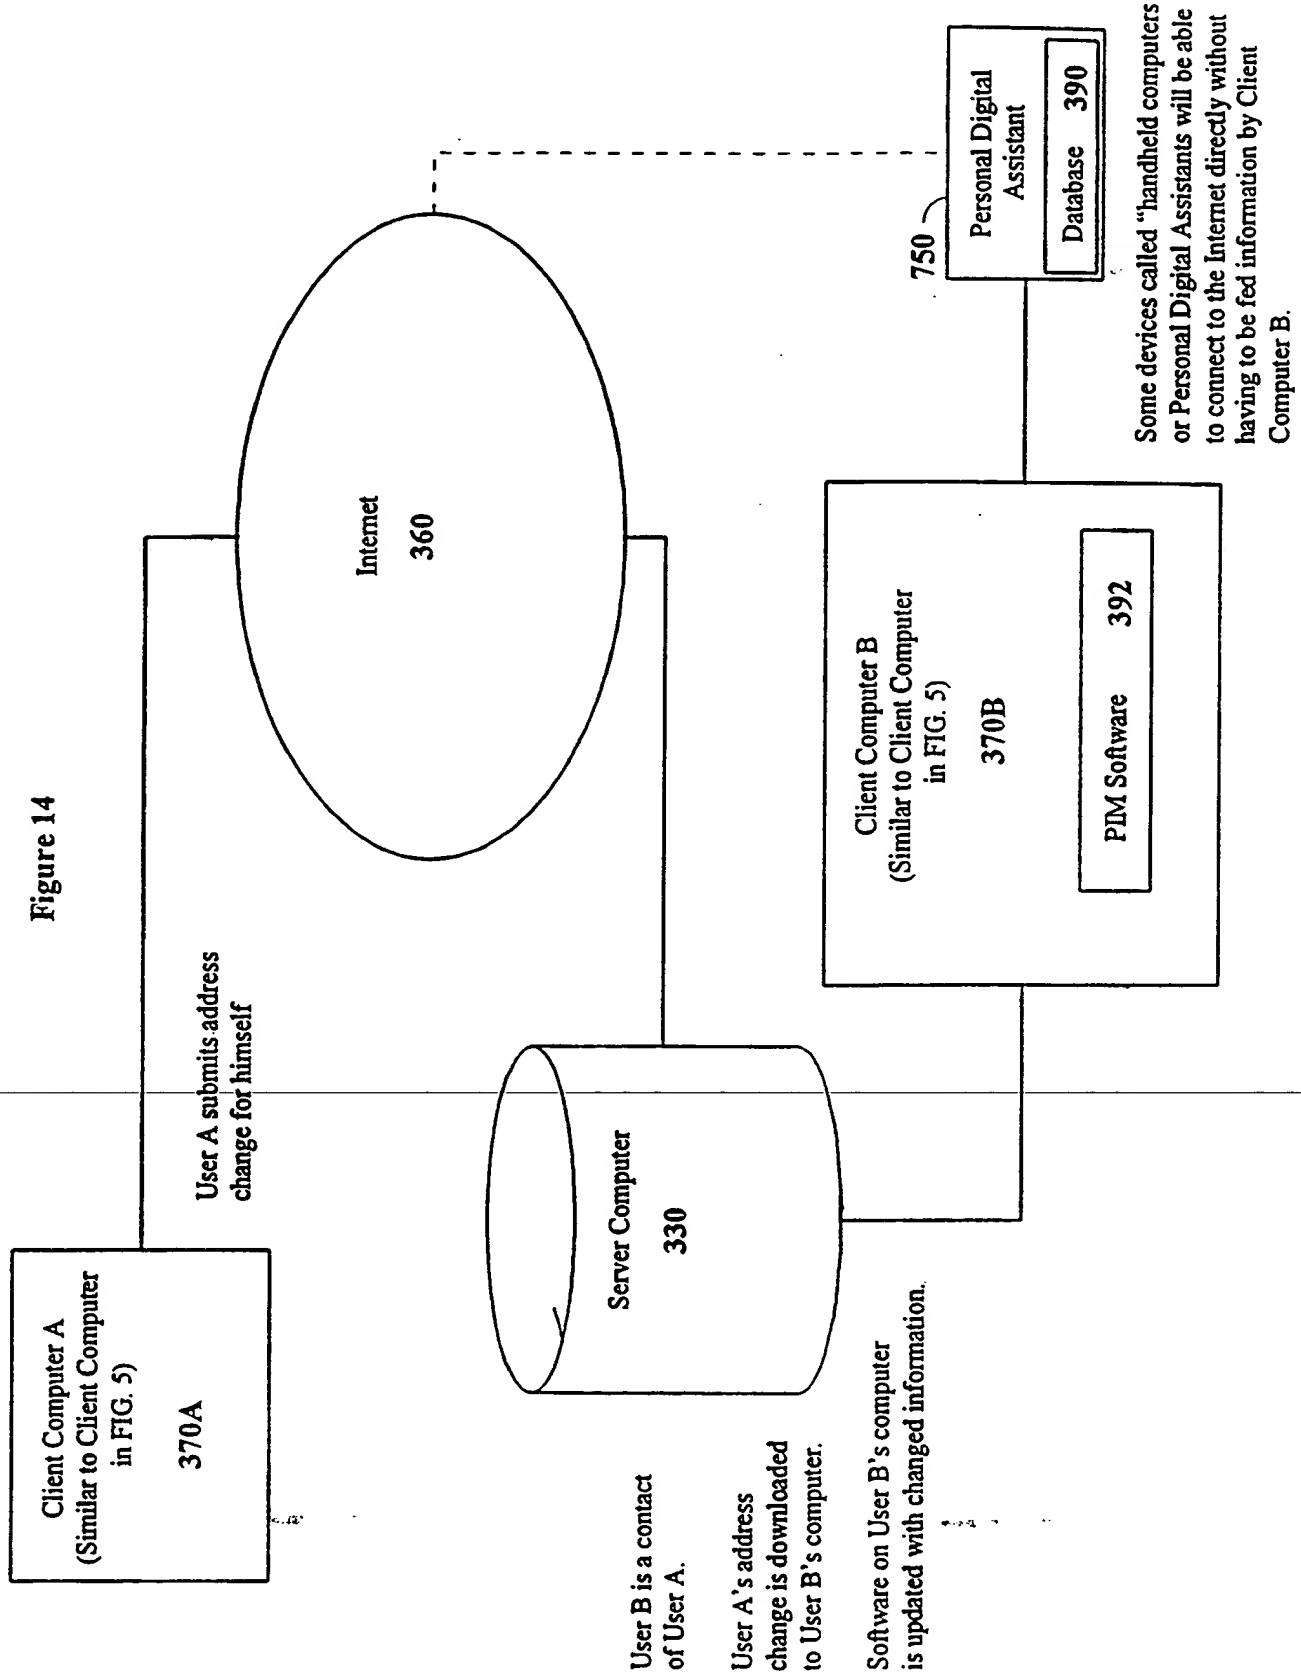 Figure 14
Client Computer A
(Similar to Client Computer
in FIG. 5)
370A
User A submits address
change for himself
Internet
360
Server Computer
330
User B is a contact
of User A.
User A's address
change is downloaded
to User B's computer.
Software on User B's computer
is updated with changed information.
Client Computer B
(Similar to Client Computer
in FIG. 5)
370B
PIM Software 392
750
Personal Digital
Assistant
Database 390
Some devices called "handheld computers
or Personal Digital Assistants will be able
to connect to the Internet directly without
having to be fed information by Client
Computer B.